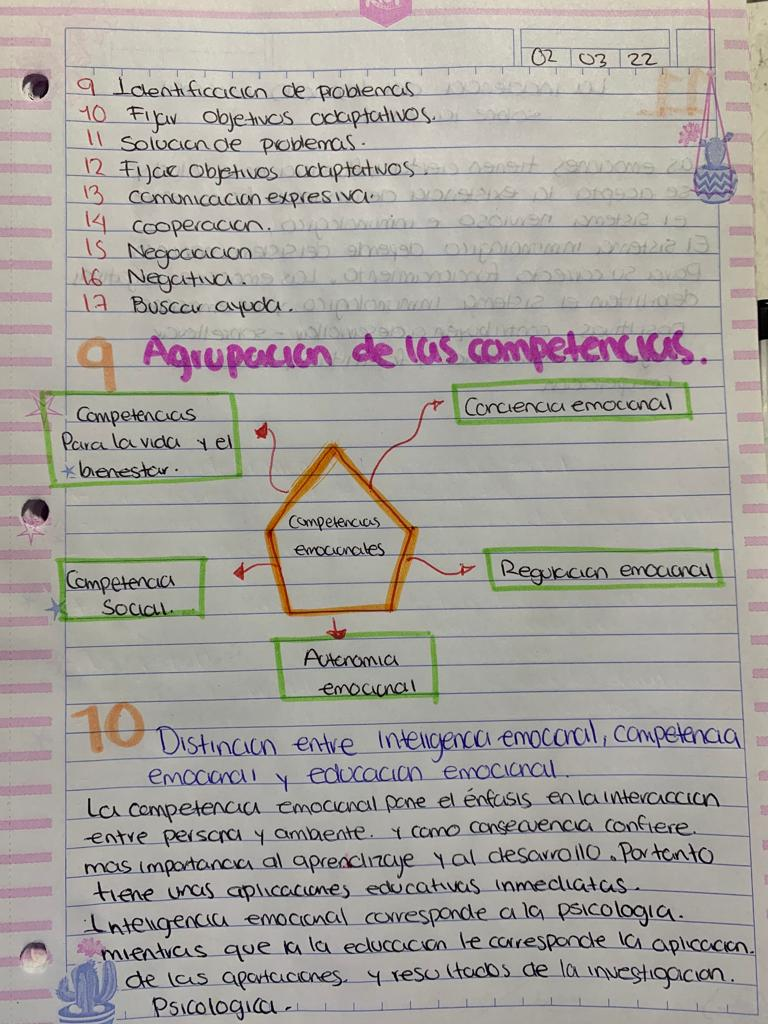 02 03 22
9 Identificacion de problemas
10 Fijar objetivos adaptativos.
11 Solucion de problemas.
12 Fijar objetivos adaptativos.
13 comunicacion expresiva.
14 cooperacion.
15 Negociacion
16 Negativa.
17 Buscar ayuda.
9 Agrupacion de las competencias.
Competencias
Para la vida y el
bienestar.
Conciencia emocional
Competencias
emocionales
Competencia
Social.
Regulacion emocional
Autonomia
emocional
10 Distincion entre inteligencia emocional, competencia
emocional y educacion emocional.
La competencia emocional pone el énfasis en la interaccion
entre persona y ambiente. y como consecuencia confiere.
mas importancia al aprendizaje y al desarrollo. Por tanto
tiene unas aplicaciones educativas inmediatas.
Inteligencia emocional corresponde a la psicologia.
mientras que a la educacion le corresponde la aplicacion.
de las aportaciones. y resultados de la investigacion.
Psicologica.